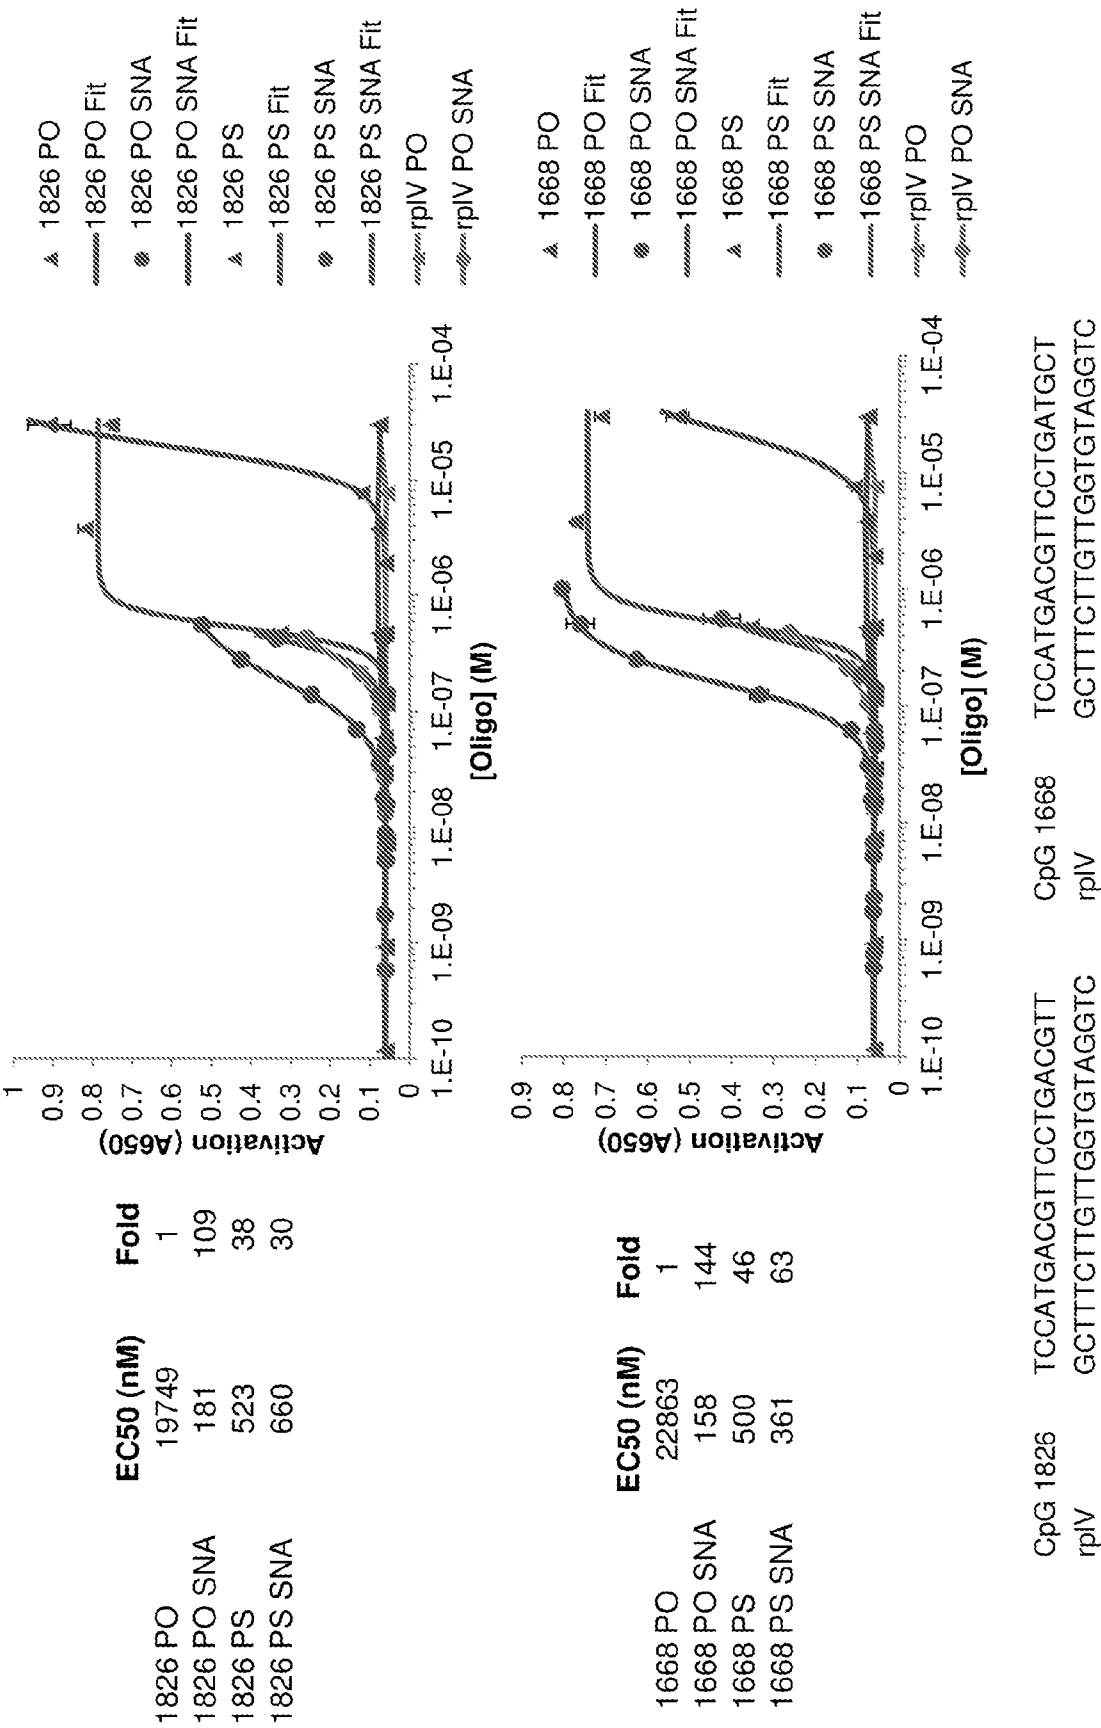 EC50 (nM) Fold
1826 PO 19749 1
1826 PO SNA 181 109
1826 PS 523 38
1826 PS SNA 660 30
Activation (A650)
1
0.9
0.8
0.7
0.6
0.5
0.4
0.3
0.2
0.1
0
1.E-10 1.E-09 1.E-08 1.E-07 1.E-06 1.E-05 1.E-04
[Oligo] (M)
1826 PO
1826 PO Fit
1826 PO SNA
1826 PO SNA Fit
1826 PS
1826 PS Fit
1826 PS SNA
1826 PS SNA Fit
rplV PO
rplV PO SNA
EC50 (nM) Fold
1668 PO 22863 1
1668 PO SNA 158 144
1668 PS 500 46
1668 PS SNA 361 63
Activation (A650)
0.9
0.8
0.7
0.6
0.5
0.4
0.3
0.2
0.1
0
1.E-10 1.E-09 1.E-08 1.E-07 1.E-06 1.E-05 1.E-04
[Oligo] (M)
1668 PO
1668 PO Fit
1668 PO SNA
1668 PO SNA Fit
1668 PS
1668 PS Fit
1668 PS SNA
1668 PS SNA Fit
rplV PO
rplV PO SNA
CpG 1826 TCCATGACGTTCCTGACGTT CpG 1668 TCCATGACGTTCCTGATGCT
rplV GCTTTCTTGTTGGTGTAGGTC rplV GCTTTCTTGTTGGTGTAGGTC